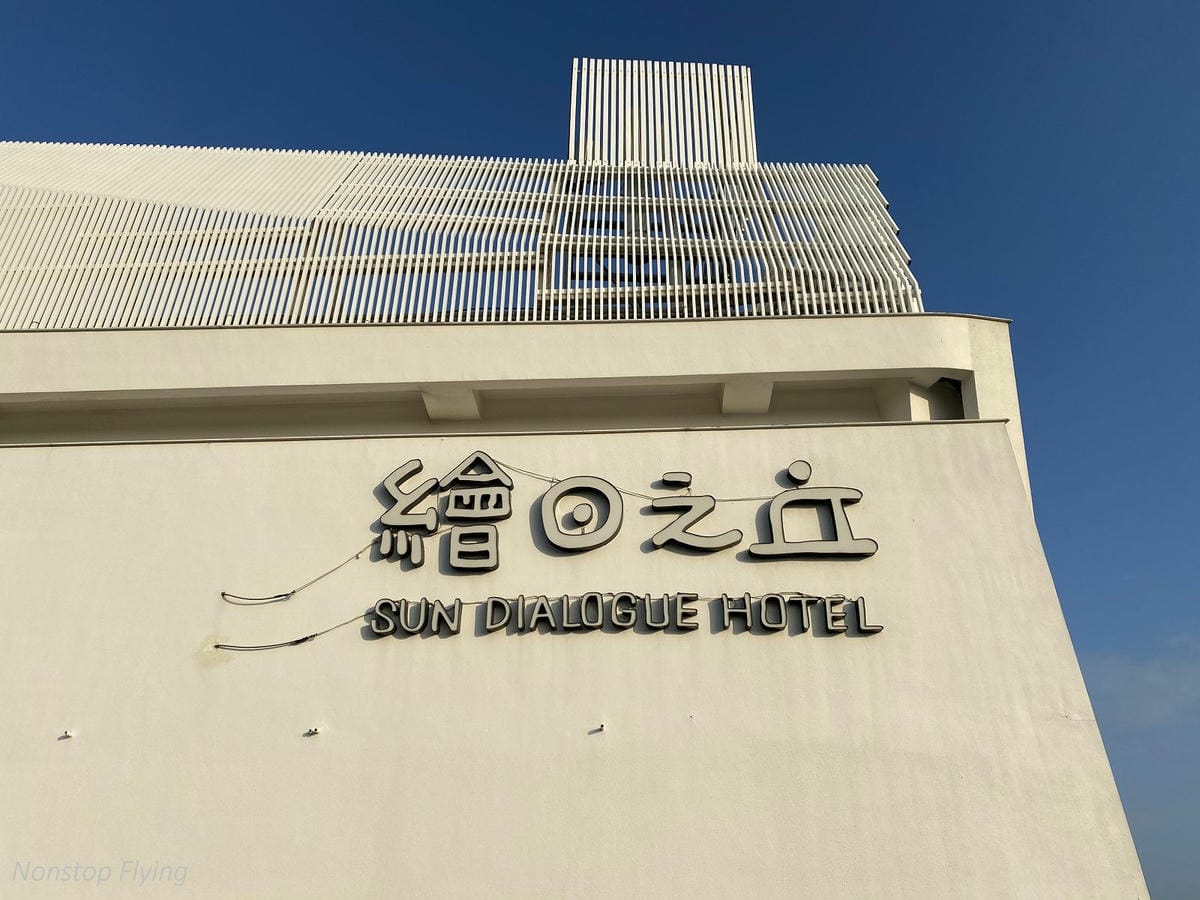 繪日之丘
SUN DIALOGUE HOTEL
Nonstop Flying